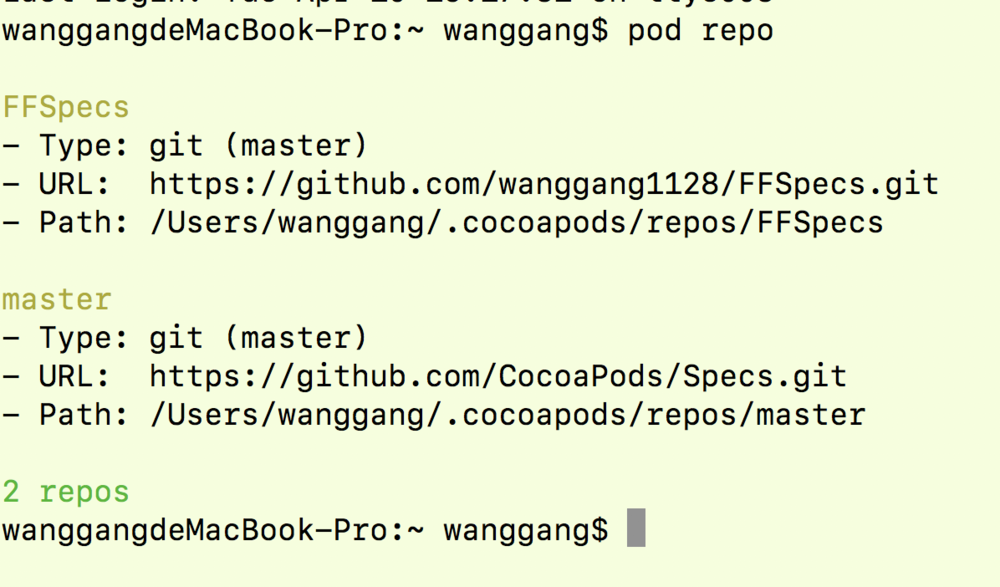 wanggangdeMacBook-Pro:~ wanggang$ pod repo
FFSpecs
- Type: git (master)
- URL:  https://github.com/wanggang1128/FFSpecs.git
- Path: /Users/wanggang/.cocoapods/repos/FFSpecs
master
- Type: git (master)
- URL:  https://github.com/CocoaPods/Specs.git
- Path: /Users/wanggang/.cocoapods/repos/master
2 repos
wanggangdeMacBook-Pro:~ wanggang$